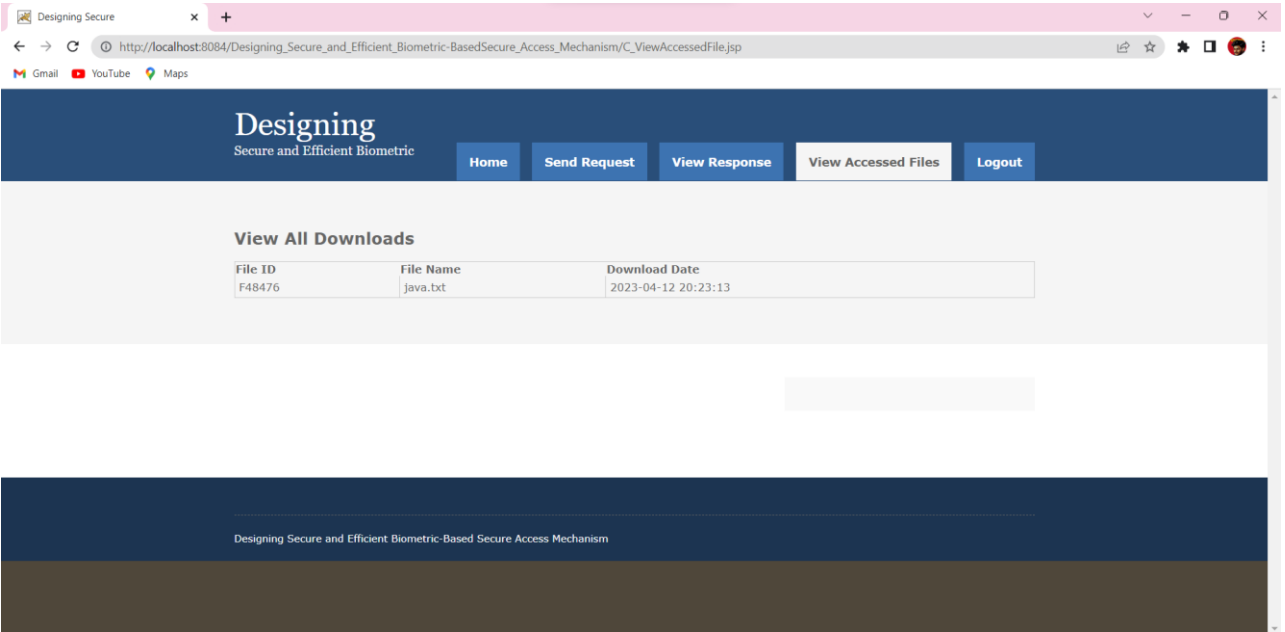 Designing Secure
http://localhost:8084/Designing_Secure_and_Efficient_Biometric-BasedSecure_Access_Mechanism/C_ViewAccessedFile.jsp
Gmail YouTube Maps
Designing
Secure and Efficient Biometric
Home Send Request View Response View Accessed Files Logout
View All Downloads
File ID File Name Download Date
F48476 java.txt 2023-04-12 20:23:13
Designing Secure and Efficient Biometric-Based Secure Access Mechanism